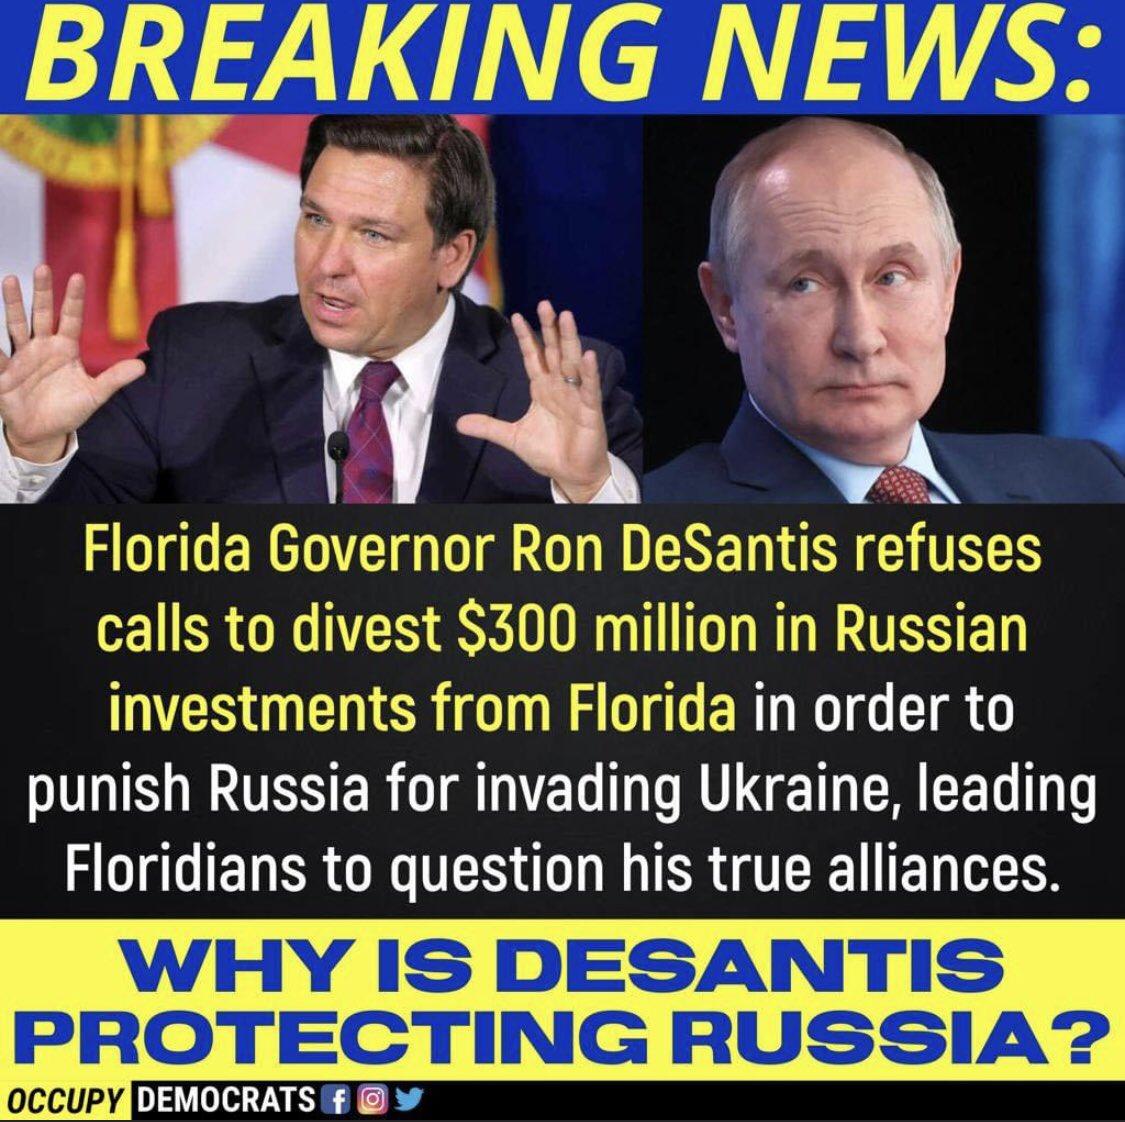 BREAKING NEWS:
Florida Governor Ron DeSantis refuses
calls to divest $300 million in Russian
investments from Florida in order to
punish Russia for invading Ukraine, leading
Floridians to question his true alliances.
WHY IS DESANTIS
PROTECTING RUSSIA?
OCCUPY DEMOCRATS